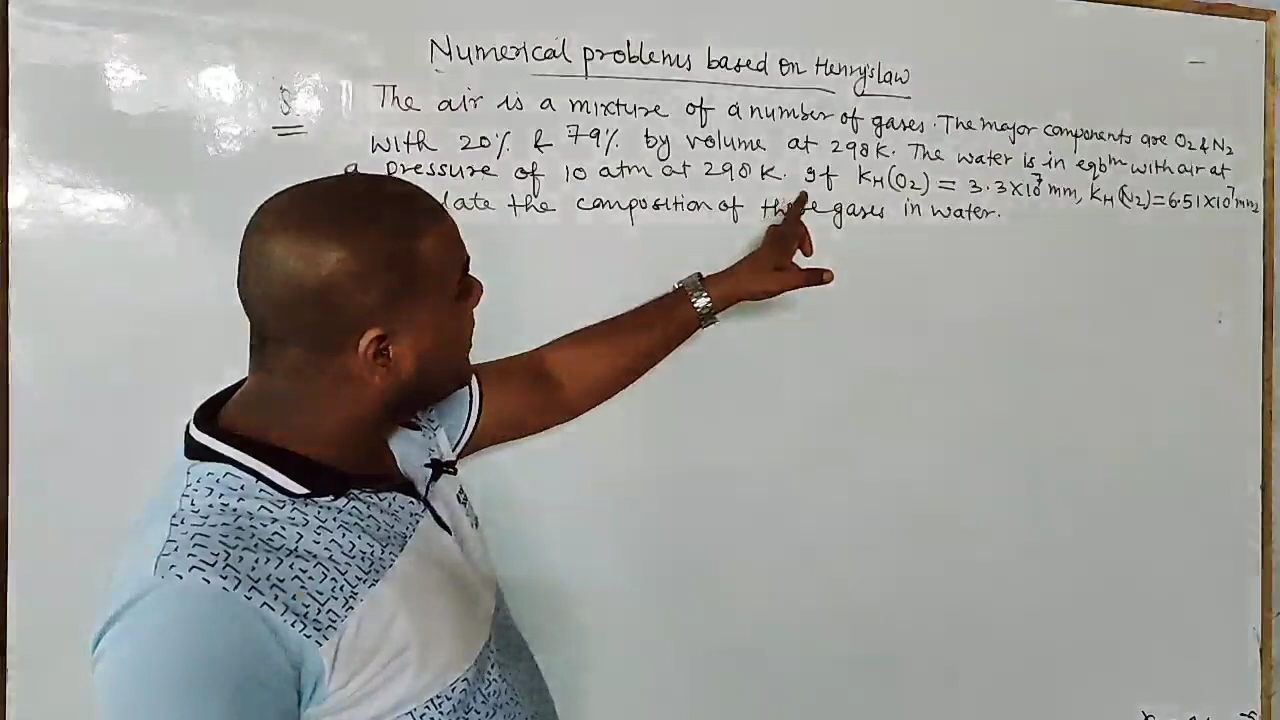 Numerical problems based on Henry's law
The air is a mixture of a number of gases. The major components are O2 & N2
with 20% & 79% by volume at 298K. The water is in eqbm with air at
a pressure of 10 atm at 298K. If KH(O2) = 3.3×10^7 mm, KH(N2)=6.51×10^7 mm,
late the composition of these gases in water.